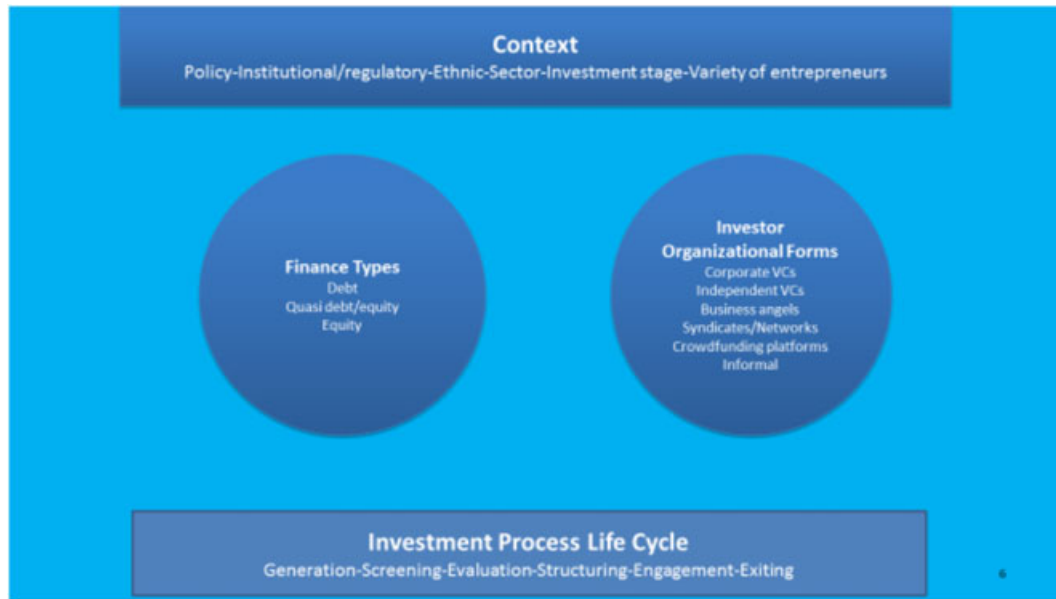 Context
Policy-Institutional/regulatory-Ethnic-Sector-Investment stage-Variety of entrepreneurs
Finance Types
Debt
Quasi debt/equity
Equity
Investor
Organizational Forms
Corporate VCs
Independent VCs
Business angels
Syndicates/Networks
Crowdfunding platforms
Informal
Investment Process Life Cycle
Generation-Screening-Evaluation-Structuring-Engagement-Exiting
6